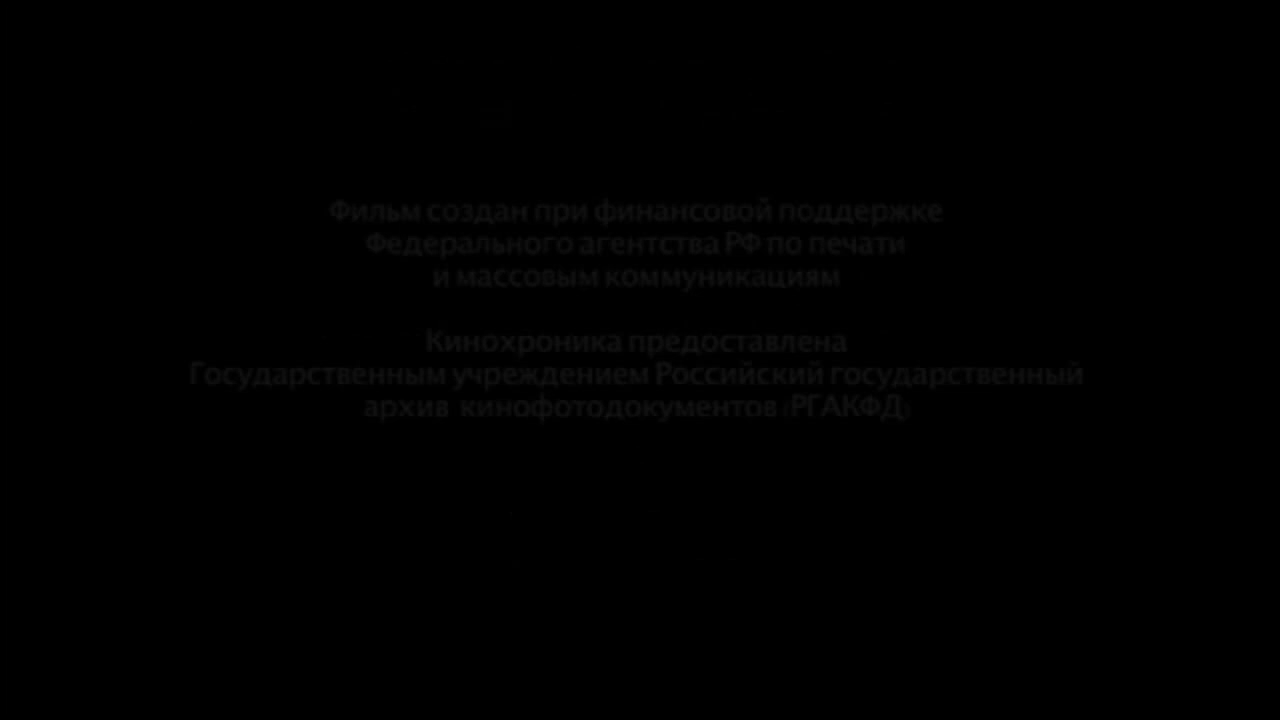 Фильм создан при финансовой поддержке
Федерального агентства РФ по печати
и массовым коммуникациям
Кинохроника предоставлена
Государственным учреждением Российский государственный
архив кинофотодокументов (РГАКФД)